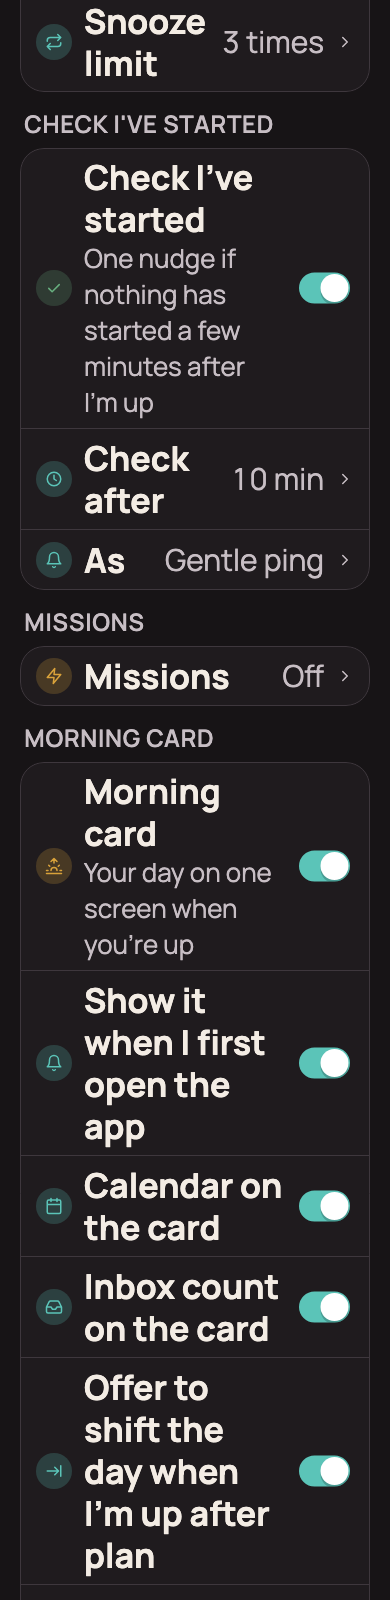 Snooze
limit
3 times
CHECK I'VE STARTED
Check I've
started
One nudge if
nothing has
started a few
minutes after
I'm up
Check
after
10 min
As
Gentle ping
MISSIONS
Missions
Off
MORNING CARD
Morning
card
Your day on one
screen when
you're up
Show it
when I first
open the
app
Calendar on
the card
Inbox count
on the card
Offer to
shift the
day when
I'm up after
plan